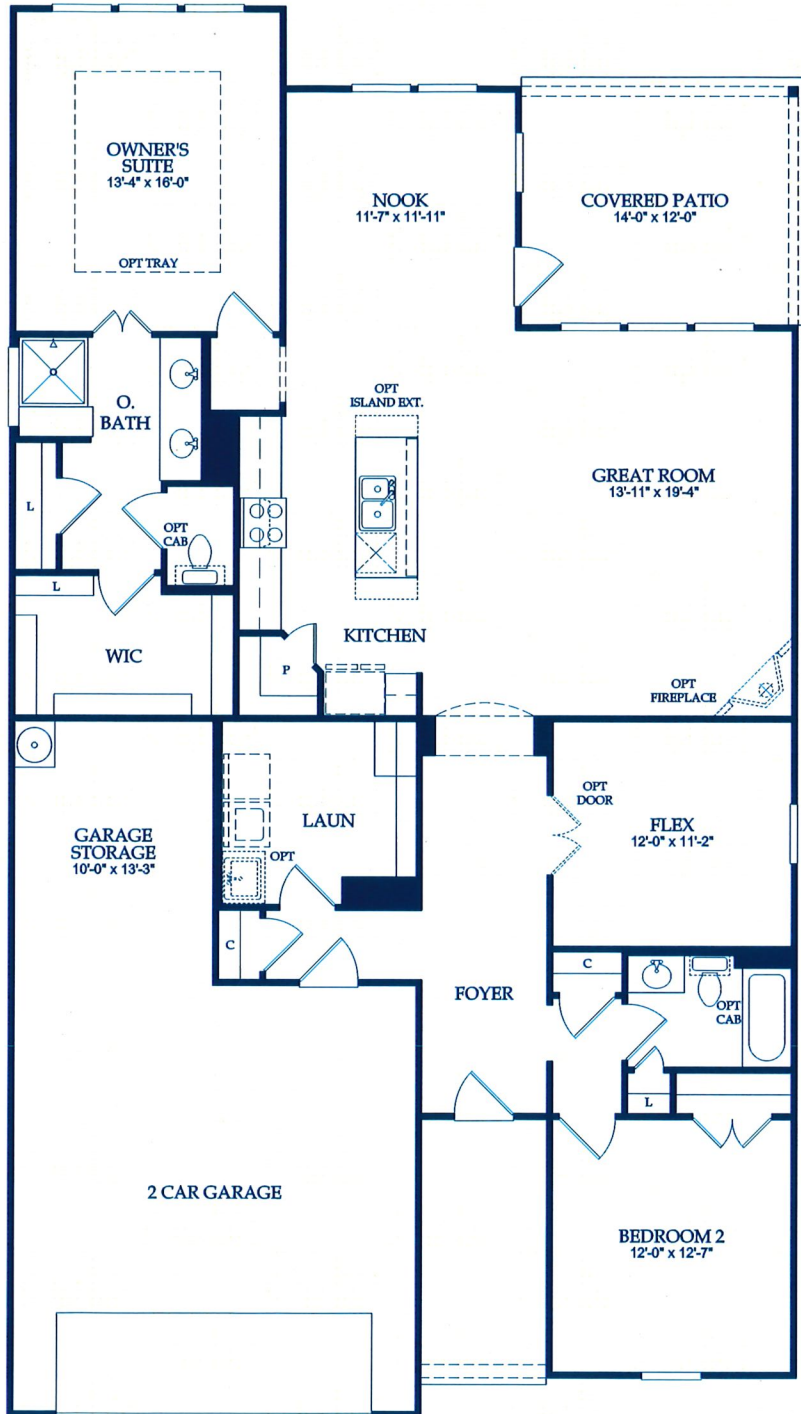 OWNER'S
SUITE
13'-4" x 16'-0"
OPT TRAY
NOOK
11'-7" x 11'-11"
COVERED PATIO
14'-0" x 12'-0"
O.
BATH
OPT
ISLAND EXT.
GREAT ROOM
13'-11" x 19'-4"
L
OPT
CAB
L
WIC
KITCHEN
P
OPT
FIREPLACE
GARAGE
STORAGE
10'-0" x 13'-3"
LAUN
OPT
OPT
DOOR
FLEX
12'-0" x 11'-2"
C
FOYER
C
OPT
CAB
L
2 CAR GARAGE
BEDROOM 2
12'-0" x 12'-7"